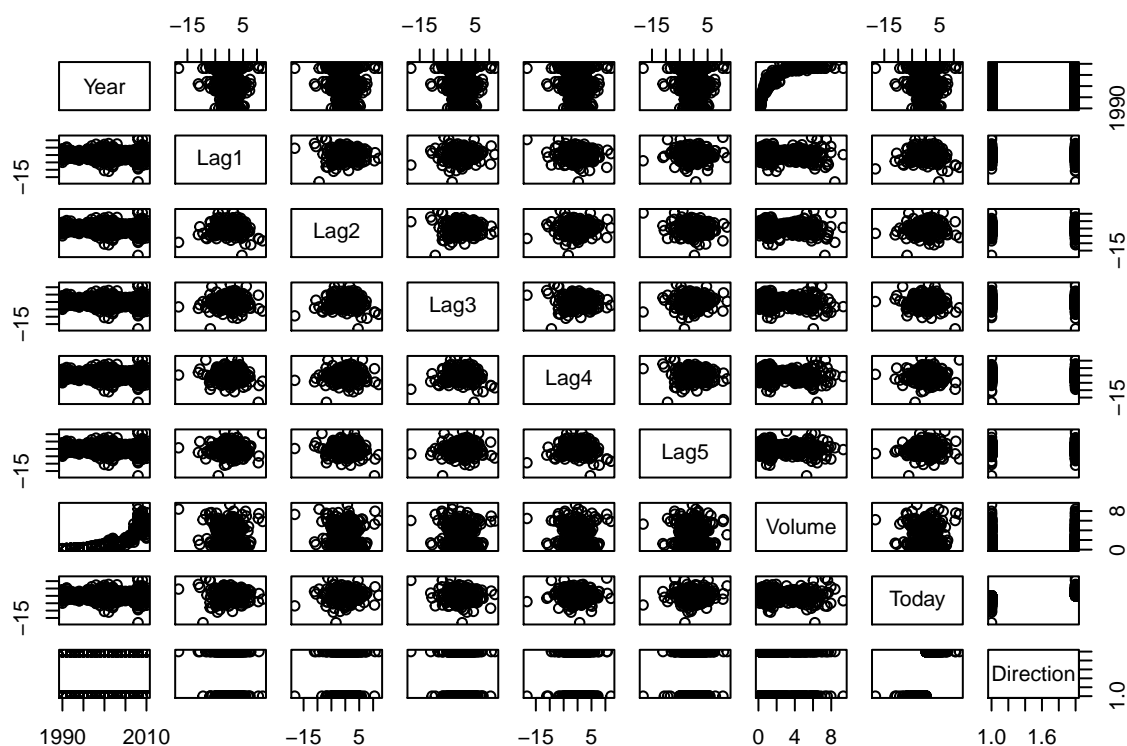 −15 5 −15 5 −15 5 −15 5
Year 1990
−15 Lag1
Lag2 −15
−15 Lag3
Lag4 −15
−15 Lag5
Volume 0 8
−15 Today
Direction 1.0
1990 2010 −15 5 −15 5 0 4 8 1.0 1.6